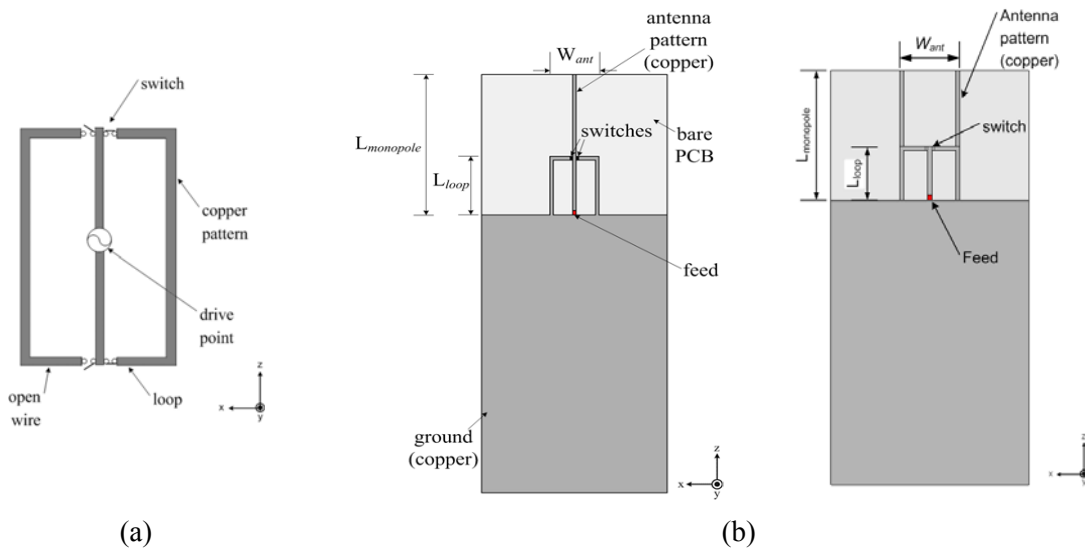 switch
copper
pattern
drive
point
open
wire
loop
z
x
y
(a)
antenna
pattern
(copper)
W_ant
switches
bare
PCB
L_monopole
L_loop
feed
ground
(copper)
z
x
y
Antenna
pattern
(copper)
W_ant
switch
L_monopole
L_loop
Feed
z
x
y
(b)